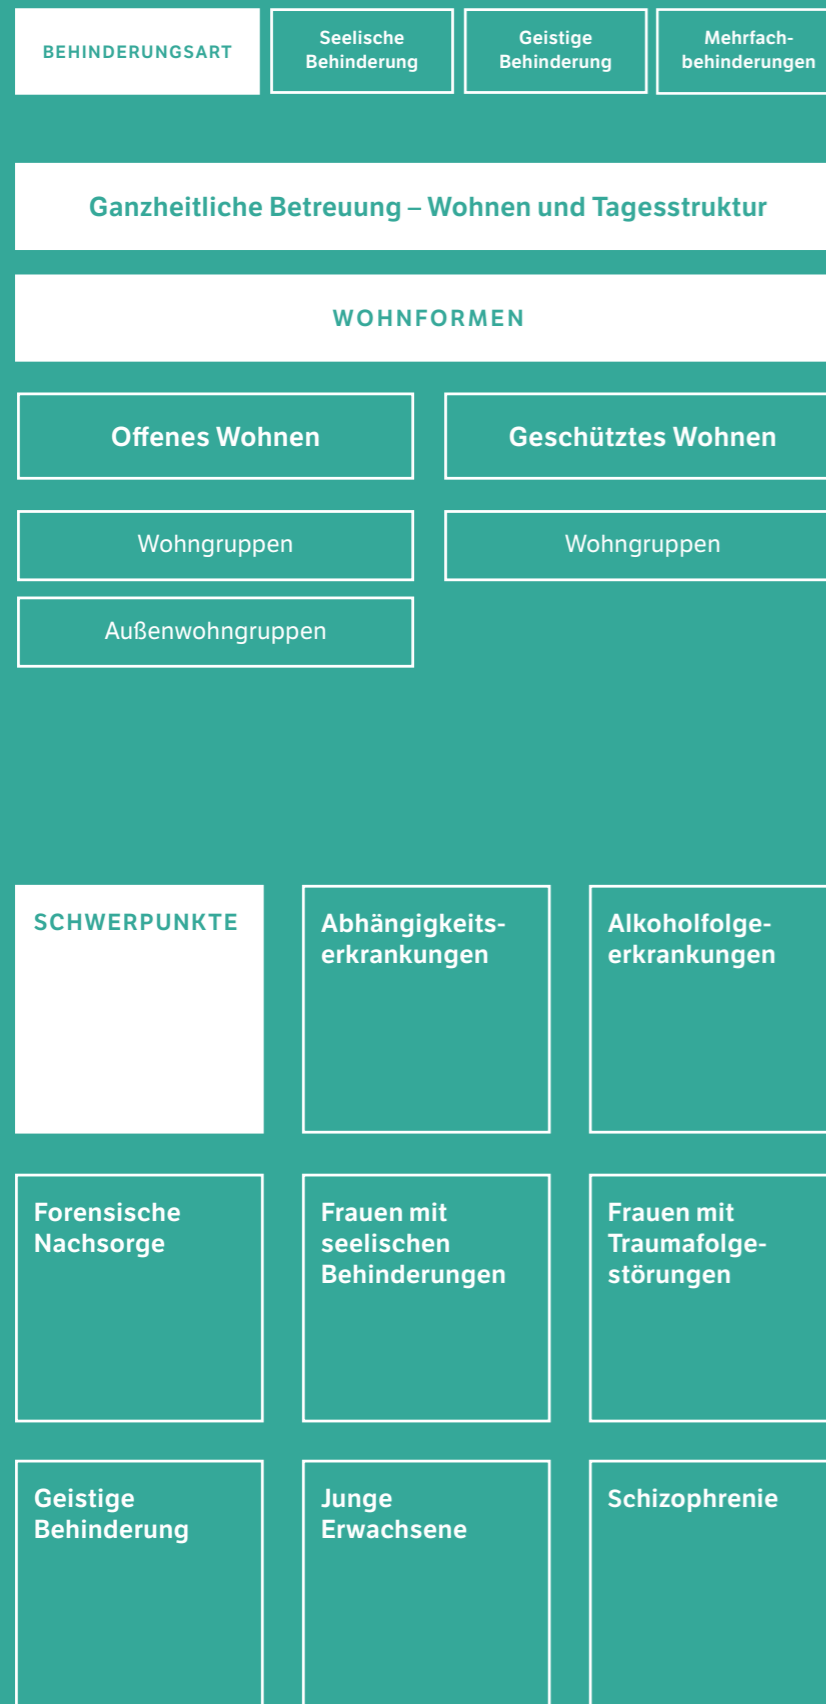 BEHINDERUNGSART
Seelische
Behinderung
Geistige
Behinderung
Mehrfach-
behinderungen
Ganzheitliche Betreuung – Wohnen und Tagesstruktur
WOHNFORMEN
Offenes Wohnen
Geschütztes Wohnen
Wohngruppen
Wohngruppen
Außenwohngruppen
SCHWERPUNKTE
Abhängigkeits-
erkrankungen
Alkoholfolge-
erkrankungen
Forensische
Nachsorge
Frauen mit
seelischen
Behinderungen
Frauen mit
Traumafolge-
störungen
Geistige
Behinderung
Junge
Erwachsene
Schizophrenie